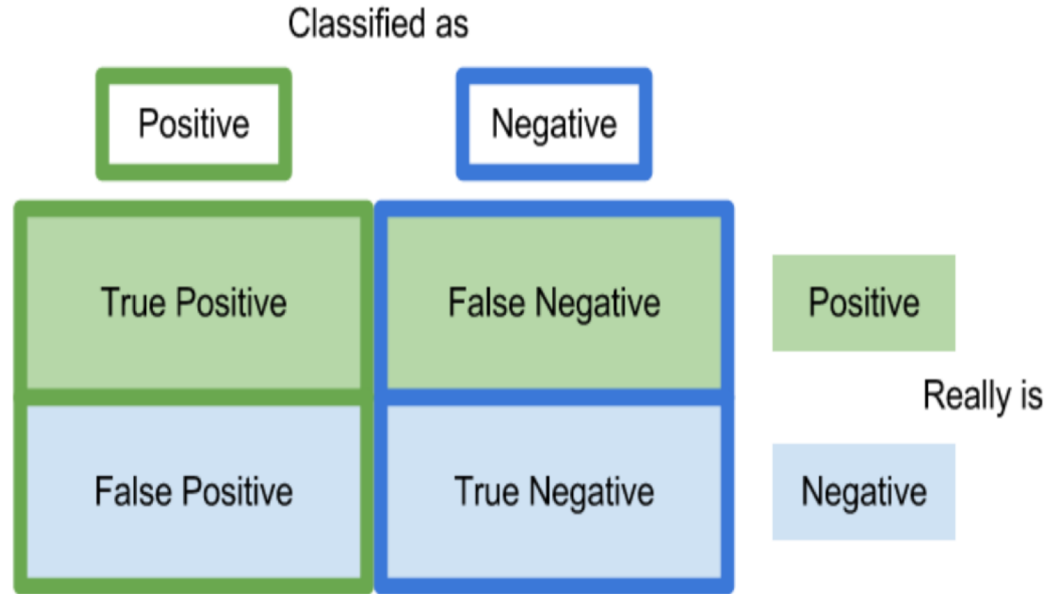 Classified as
Positive
Negative
True Positive
False Negative
Positive
Really is
False Positive
True Negative
Negative